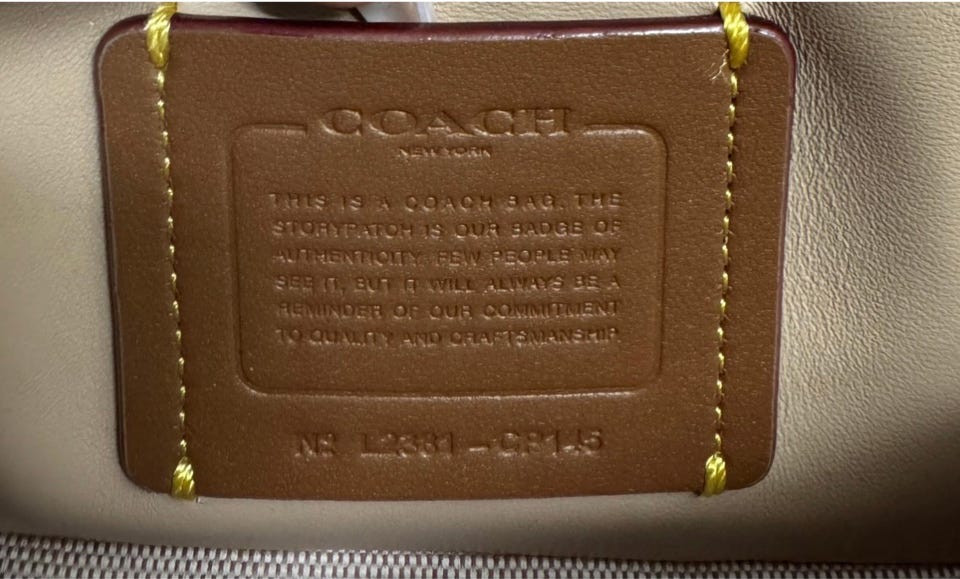 COACH
NEW YORK
THIS IS A COACH BAG. THE
STORYPATCH IS OUR BADGE OF
AUTHENTICITY. FEW PEOPLE MAY
SEE IT, BUT IT WILL ALWAYS BE A
REMINDER OF OUR COMMITMENT
TO QUALITY AND CRAFTSMANSHIP.
Nº L2381-CP145